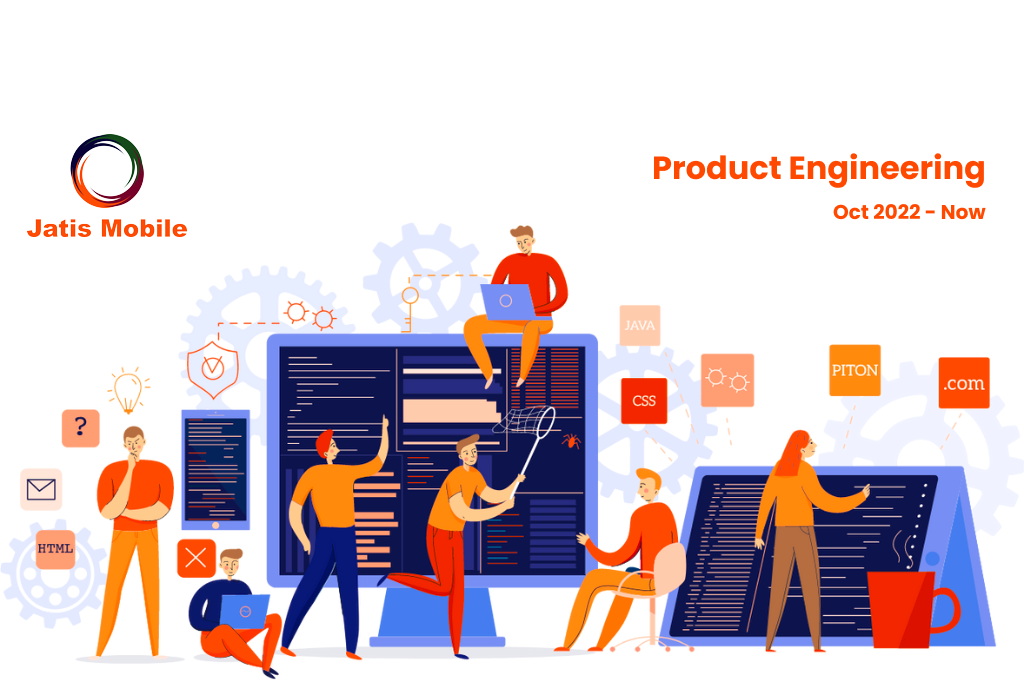 Jatis Mobile
Product Engineering
Oct 2022 - Now
JAVA
CSS
PITON
.com
?
HTML